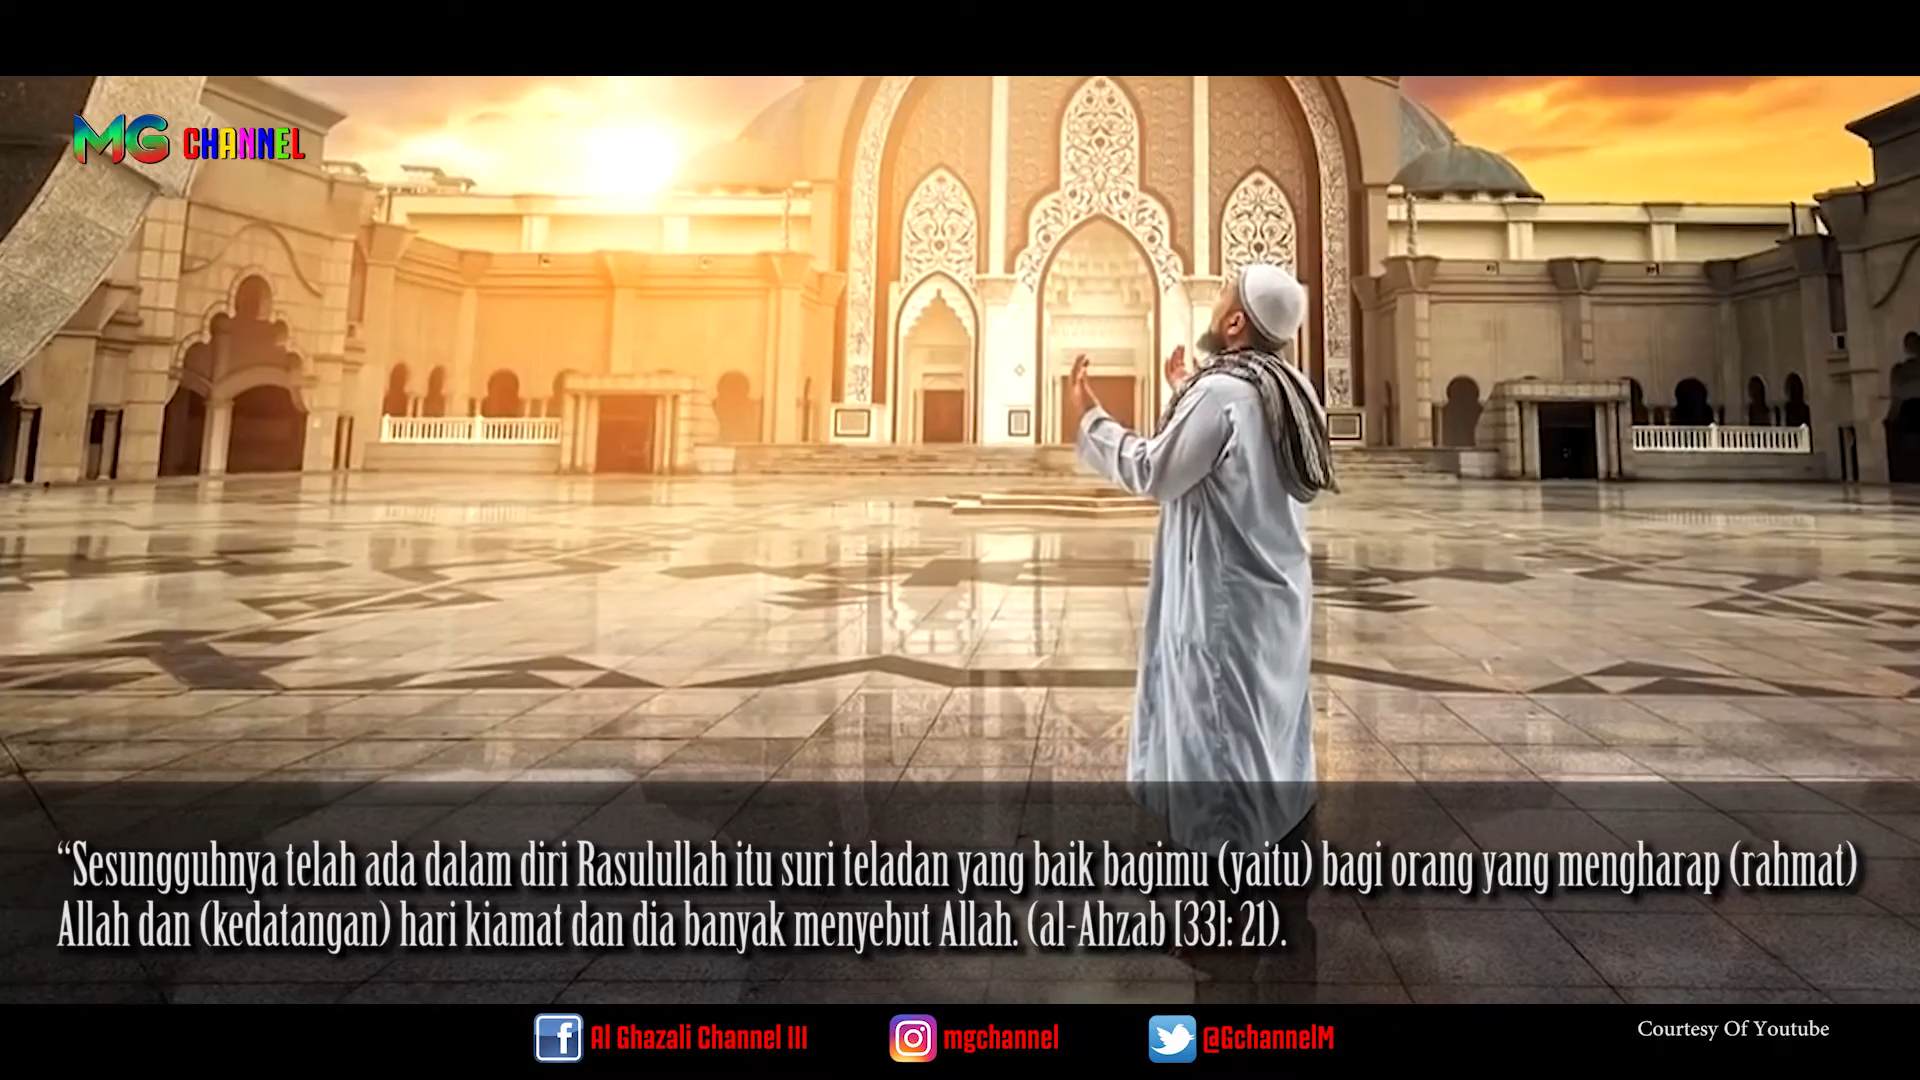 MG CHANNEL
“Sesungguhnya telah ada dalam diri Rasulullah itu suri teladan yang baik bagimu (yaitu) bagi orang yang mengharap (rahmat)
Allah dan (kedatangan) hari kiamat dan dia banyak menyebut Allah. (al-Ahzab [33]: 21).
Al Ghazali Channel III
mgchannel
@GchannelM
Courtesy Of Youtube